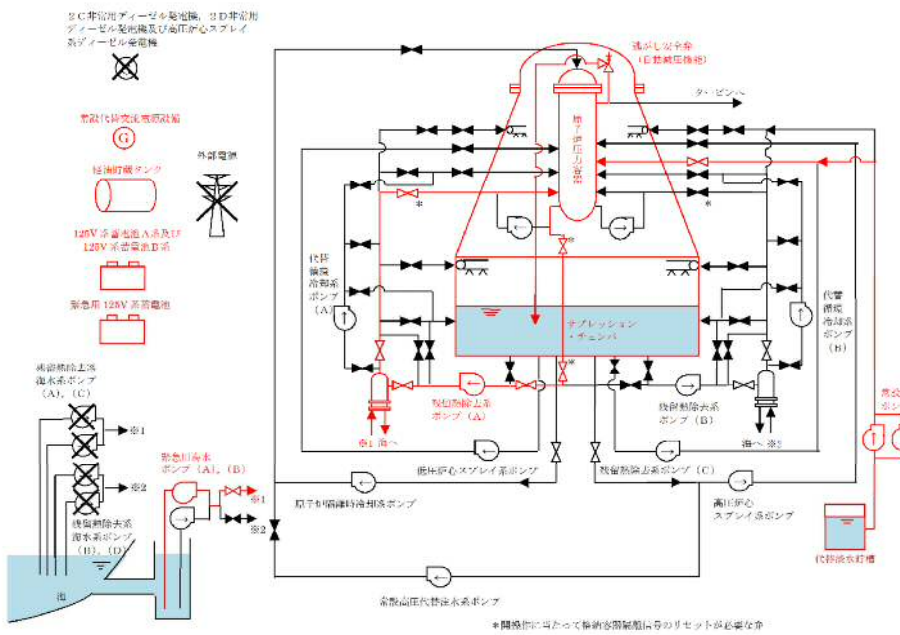 2C非常用ディーゼル発電機，2D非常用
ディーゼル発電機及び高圧炉心スプレイ
系ディーゼル発電機
逃がし安全弁
（自動減圧機能）
タービンへ
常設代替交流電源設備
G
外部電源
軽油貯蔵タンク
原子炉圧力容器
125V系蓄電池A系及び
125V系蓄電池B系
緊急用125V系蓄電池
代替
循環
冷却系
ポンプ
（A）
代替
循環
冷却系
ポンプ
（B）
サプレッション
・チェンバ
*
*
*
*
残留熱除去系
海水系ポンプ
（A），（C）
※1
※2
残留熱除去系
海水系ポンプ
（B），（D）
海
緊急用海水
ポンプ（A），（B）
※1
※2
残留熱除去系
ポンプ（A）
残留熱除去系
ポンプ（B）
※1 海へ
海へ ※2
低圧炉心スプレイ系ポンプ
残留熱除去系ポンプ（C）
原子炉隔離時冷却系ポンプ
高圧炉心
スプレイ系ポンプ
常設
ポン
代替淡水貯槽
常設高圧代替注水系ポンプ
*開操作に当たって格納容器隔離信号のリセットが必要な弁